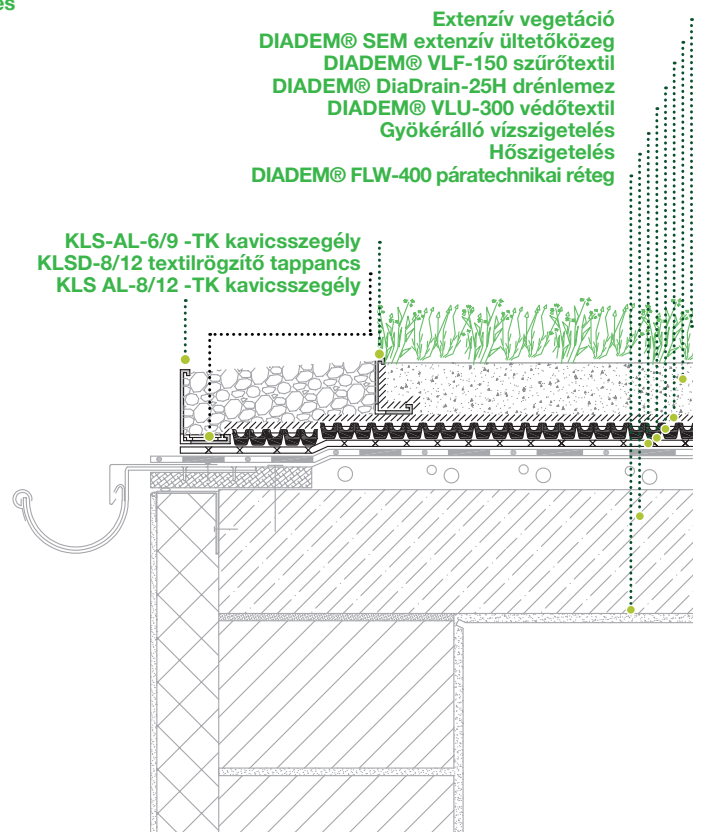 es
Extenzív vegetáció
DIADEM® SEM extenzív ültetőközeg
DIADEM® VLF-150 szűrőtextil
DIADEM® DiaDrain-25H drénlemez
DIADEM® VLU-300 védőtextil
Gyökérálló vízszigetelés
Hőszigetelés
DIADEM® FLW-400 páratechnikai réteg
KLS-AL-6/9 -TK kavicsszegély
KLSD-8/12 textilrögzítő tappancs
KLS AL-8/12 -TK kavicsszegély